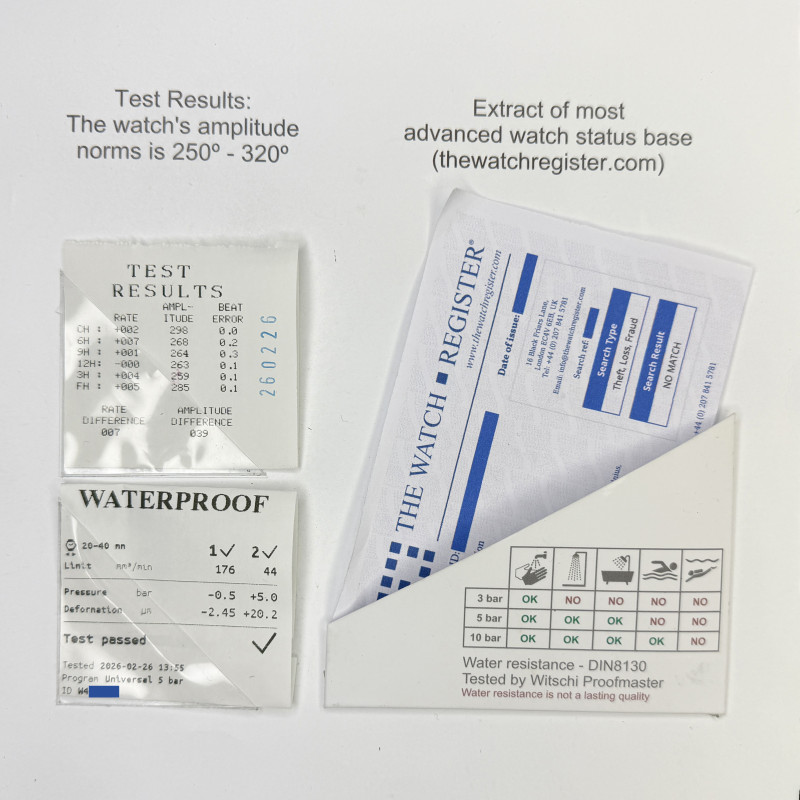 Test Results:
The watch's amplitude
norms is 250º - 320º
Extract of most
advanced watch status base
(thewatchregister.com)
TEST
RESULTS
RATE AMPL-ITUDE BEAT ERROR
CH : +002 298 0.0
6H : +007 268 0.2
9H : +001 264 0.3
12H: -000 263 0.1
3H : +004 259 0.1
FH : +005 285 0.1
RATE DIFFERENCE AMPLITUDE DIFFERENCE
007 039
260226
WATERPROOF
20-40 mm 1✓ 2✓
Limit mm³/min 176 44
Pressure bar -0.5 +5.0
Deformation µm -2.45 +20.2
Test passed ✓
Tested 2026-02-26 13:55
Program Universal 5 bar
ID W4
THE WATCH REGISTER®
www.thewatchregister.com
Date of issue:
18 Black Friars Lane,
London EC4V 6EB, UK
Tel: +44 (0) 207 841 5781
Email: info@thewatchregister.com
Search ref:
Search Type
Theft, Loss, Fraud
Search Result
NO MATCH
+44 (0) 207 841 5781
ID:
3 bar OK NO NO NO NO
5 bar OK OK OK NO NO
10 bar OK OK OK OK NO
Water resistance - DIN8130
Tested by Witschi Proofmaster
Water resistance is not a lasting quality